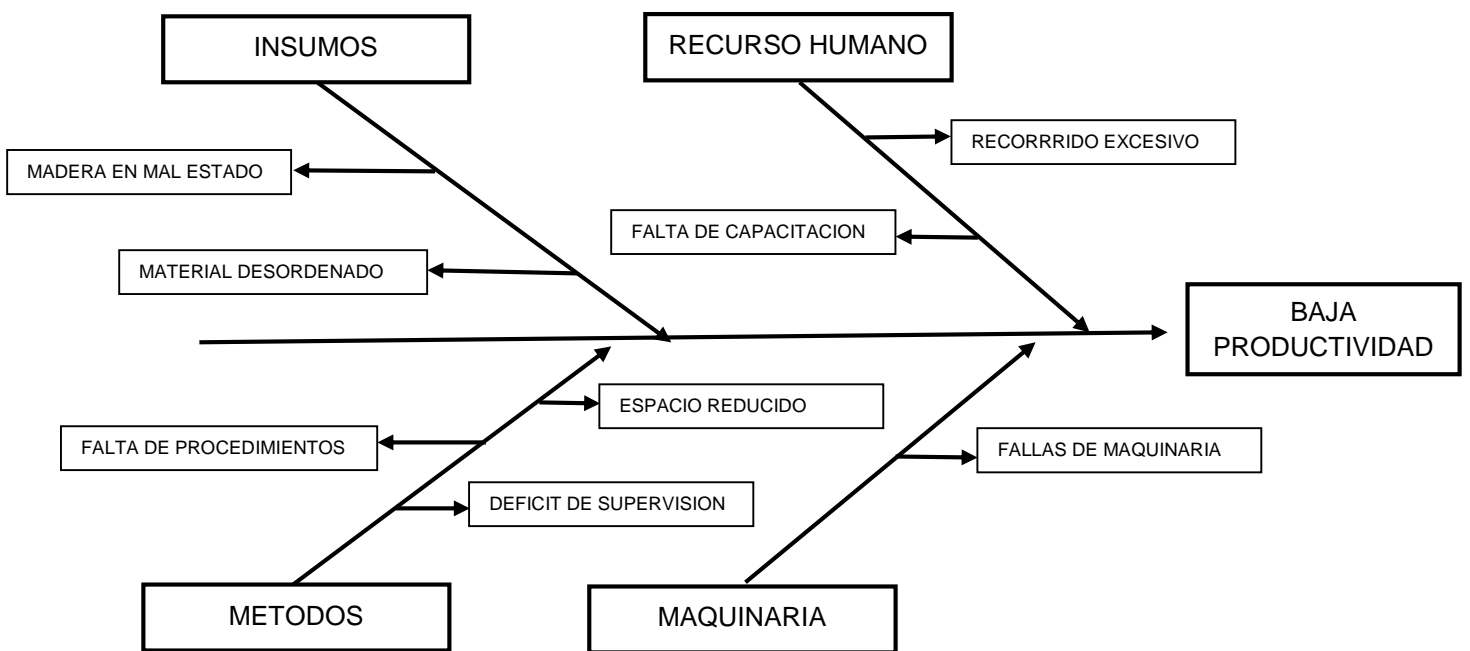 INSUMOS
RECURSO HUMANO
RECORRRIDO EXCESIVO
MADERA EN MAL ESTADO
FALTA DE CAPACITACION
MATERIAL DESORDENADO
BAJA
PRODUCTIVIDAD
ESPACIO REDUCIDO
FALTA DE PROCEDIMIENTOS
FALLAS DE MAQUINARIA
DEFICIT DE SUPERVISION
METODOS
MAQUINARIA